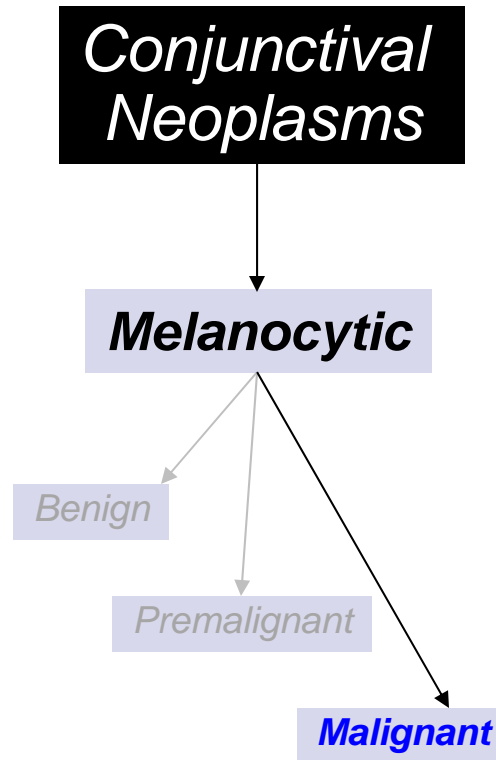 Conjunctival
Neoplasms
Melanocytic
Benign
Premalignant
Malignant